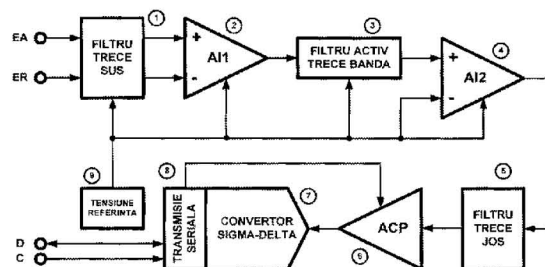 1
2
3
4
EA
ER
FILTRU
TRECE
SUS
+
-
AI1
FILTRU ACTIV
TRECE BANDA
+
-
AI2
9
TENSIUNE
REFERINTA
8
TRANSMISIE
SERIALA
CONVERTOR
SIGMA-DELTA
7
ACP
6
5
FILTRU
TRECE
JOS
D
C